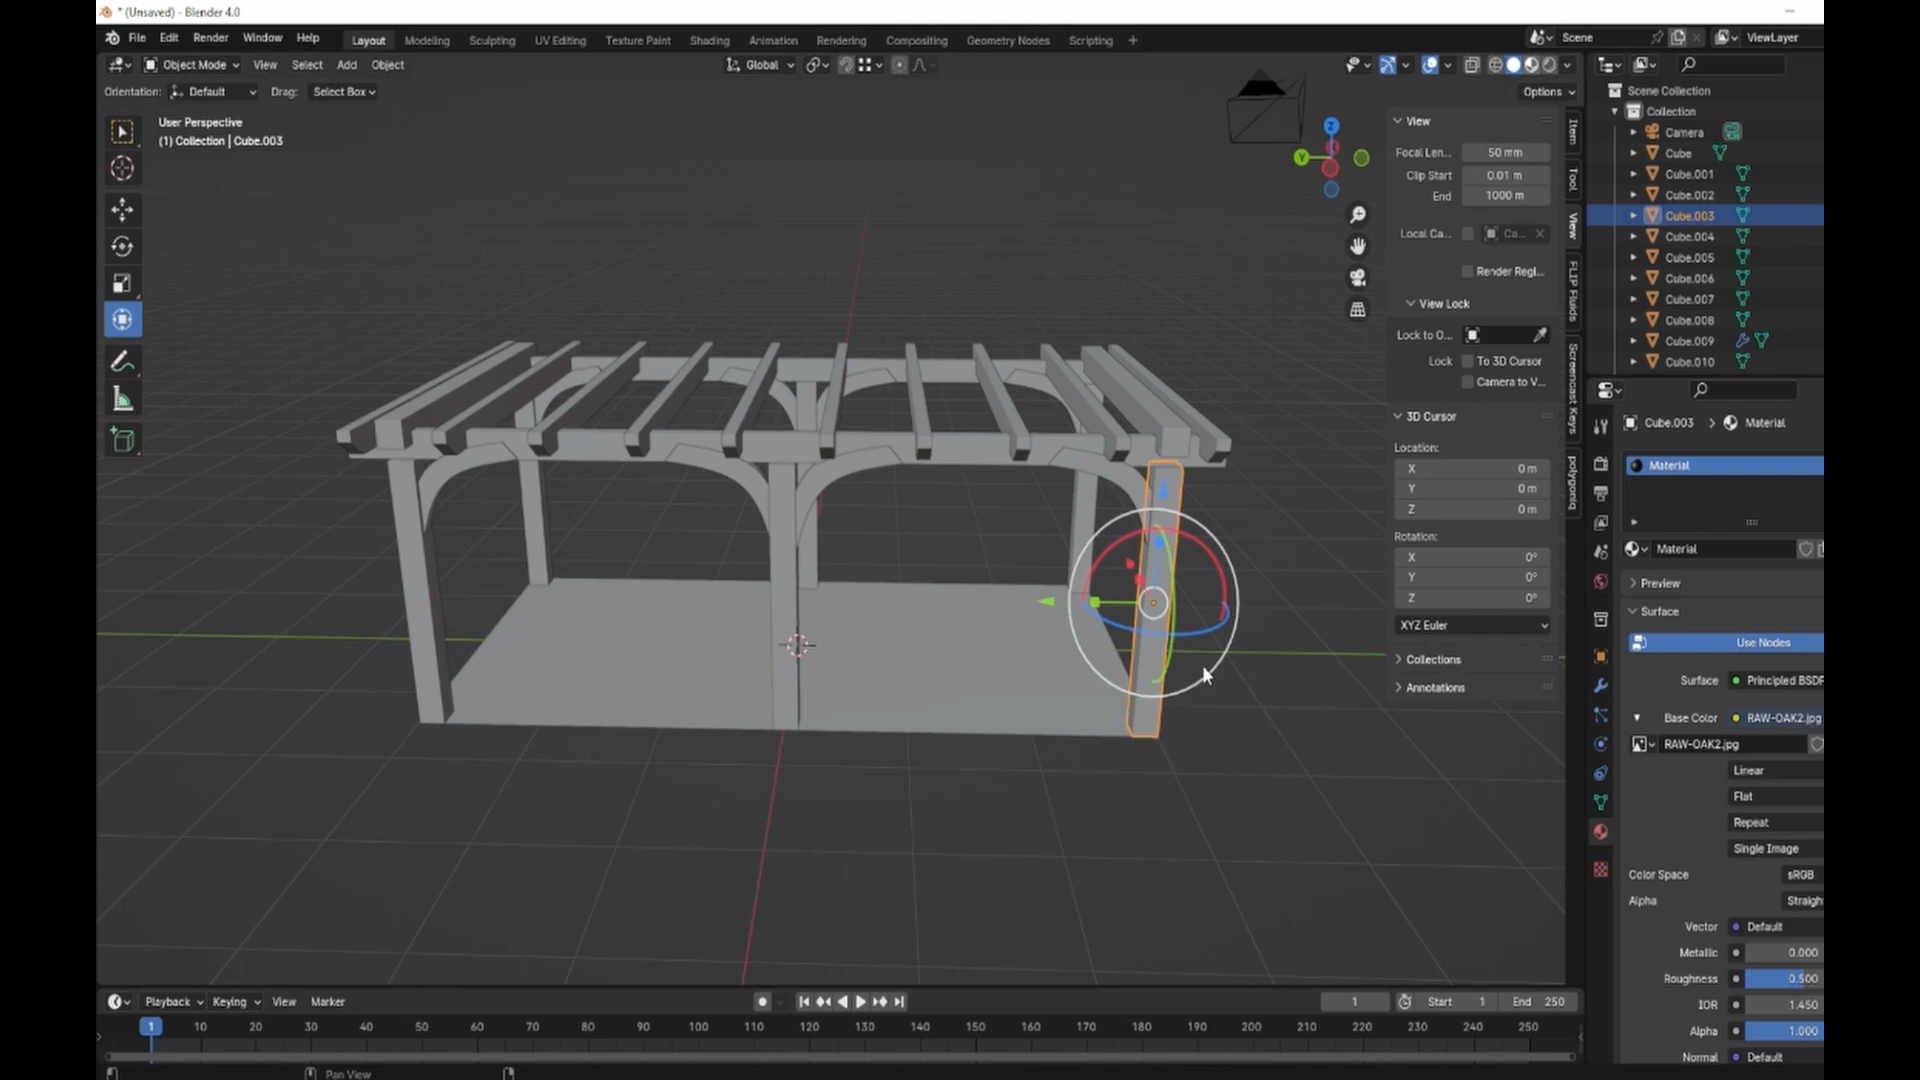 * (Unsaved) - Blender 4.0
File Edit Render Window Help Layout Modeling Sculpting UV Editing Texture Paint Shading Animation Rendering Compositing Geometry Nodes Scripting + Scene ViewLayer
Object Mode View Select Add Object Global
Orientation: Default Drag: Select Box Options
User Perspective
(1) Collection | Cube.003
Z
Y
View
Focal Len... 50 mm
Clip Start 0.01 m
End 1000 m
Local Ca... Ca...
Render Regi...
View Lock
Lock to O...
Lock To 3D Cursor
Camera to V...
3D Cursor
Location:
X 0 m
Y 0 m
Z 0 m
Rotation:
X 0°
Y 0°
Z 0°
XYZ Euler
Collections
Annotations
Item
Tool
View
FLIP Fluids
Screencast Keys
polygoniq
Scene Collection
Collection
Camera
Cube
Cube.001
Cube.002
Cube.003
Cube.004
Cube.005
Cube.006
Cube.007
Cube.008
Cube.009
Cube.010
Cube.003 > Material
Material
Material
Preview
Surface
Use Nodes
Surface Principled BSDF
Base Color RAW-OAK2.jpg
RAW-OAK2.jpg
Linear
Flat
Repeat
Single Image
Color Space sRGB
Alpha Straigh
Vector Default
Metallic 0.000
Roughness 0.500
IOR 1.450
Alpha 1.000
Normal Default
Playback Keying View Marker 1 Start 1 End 250
1 10 20 30 40 50 60 70 80 90 100 110 120 130 140 150 160 170 180 190 200 210 220 230 240 250
Pan View